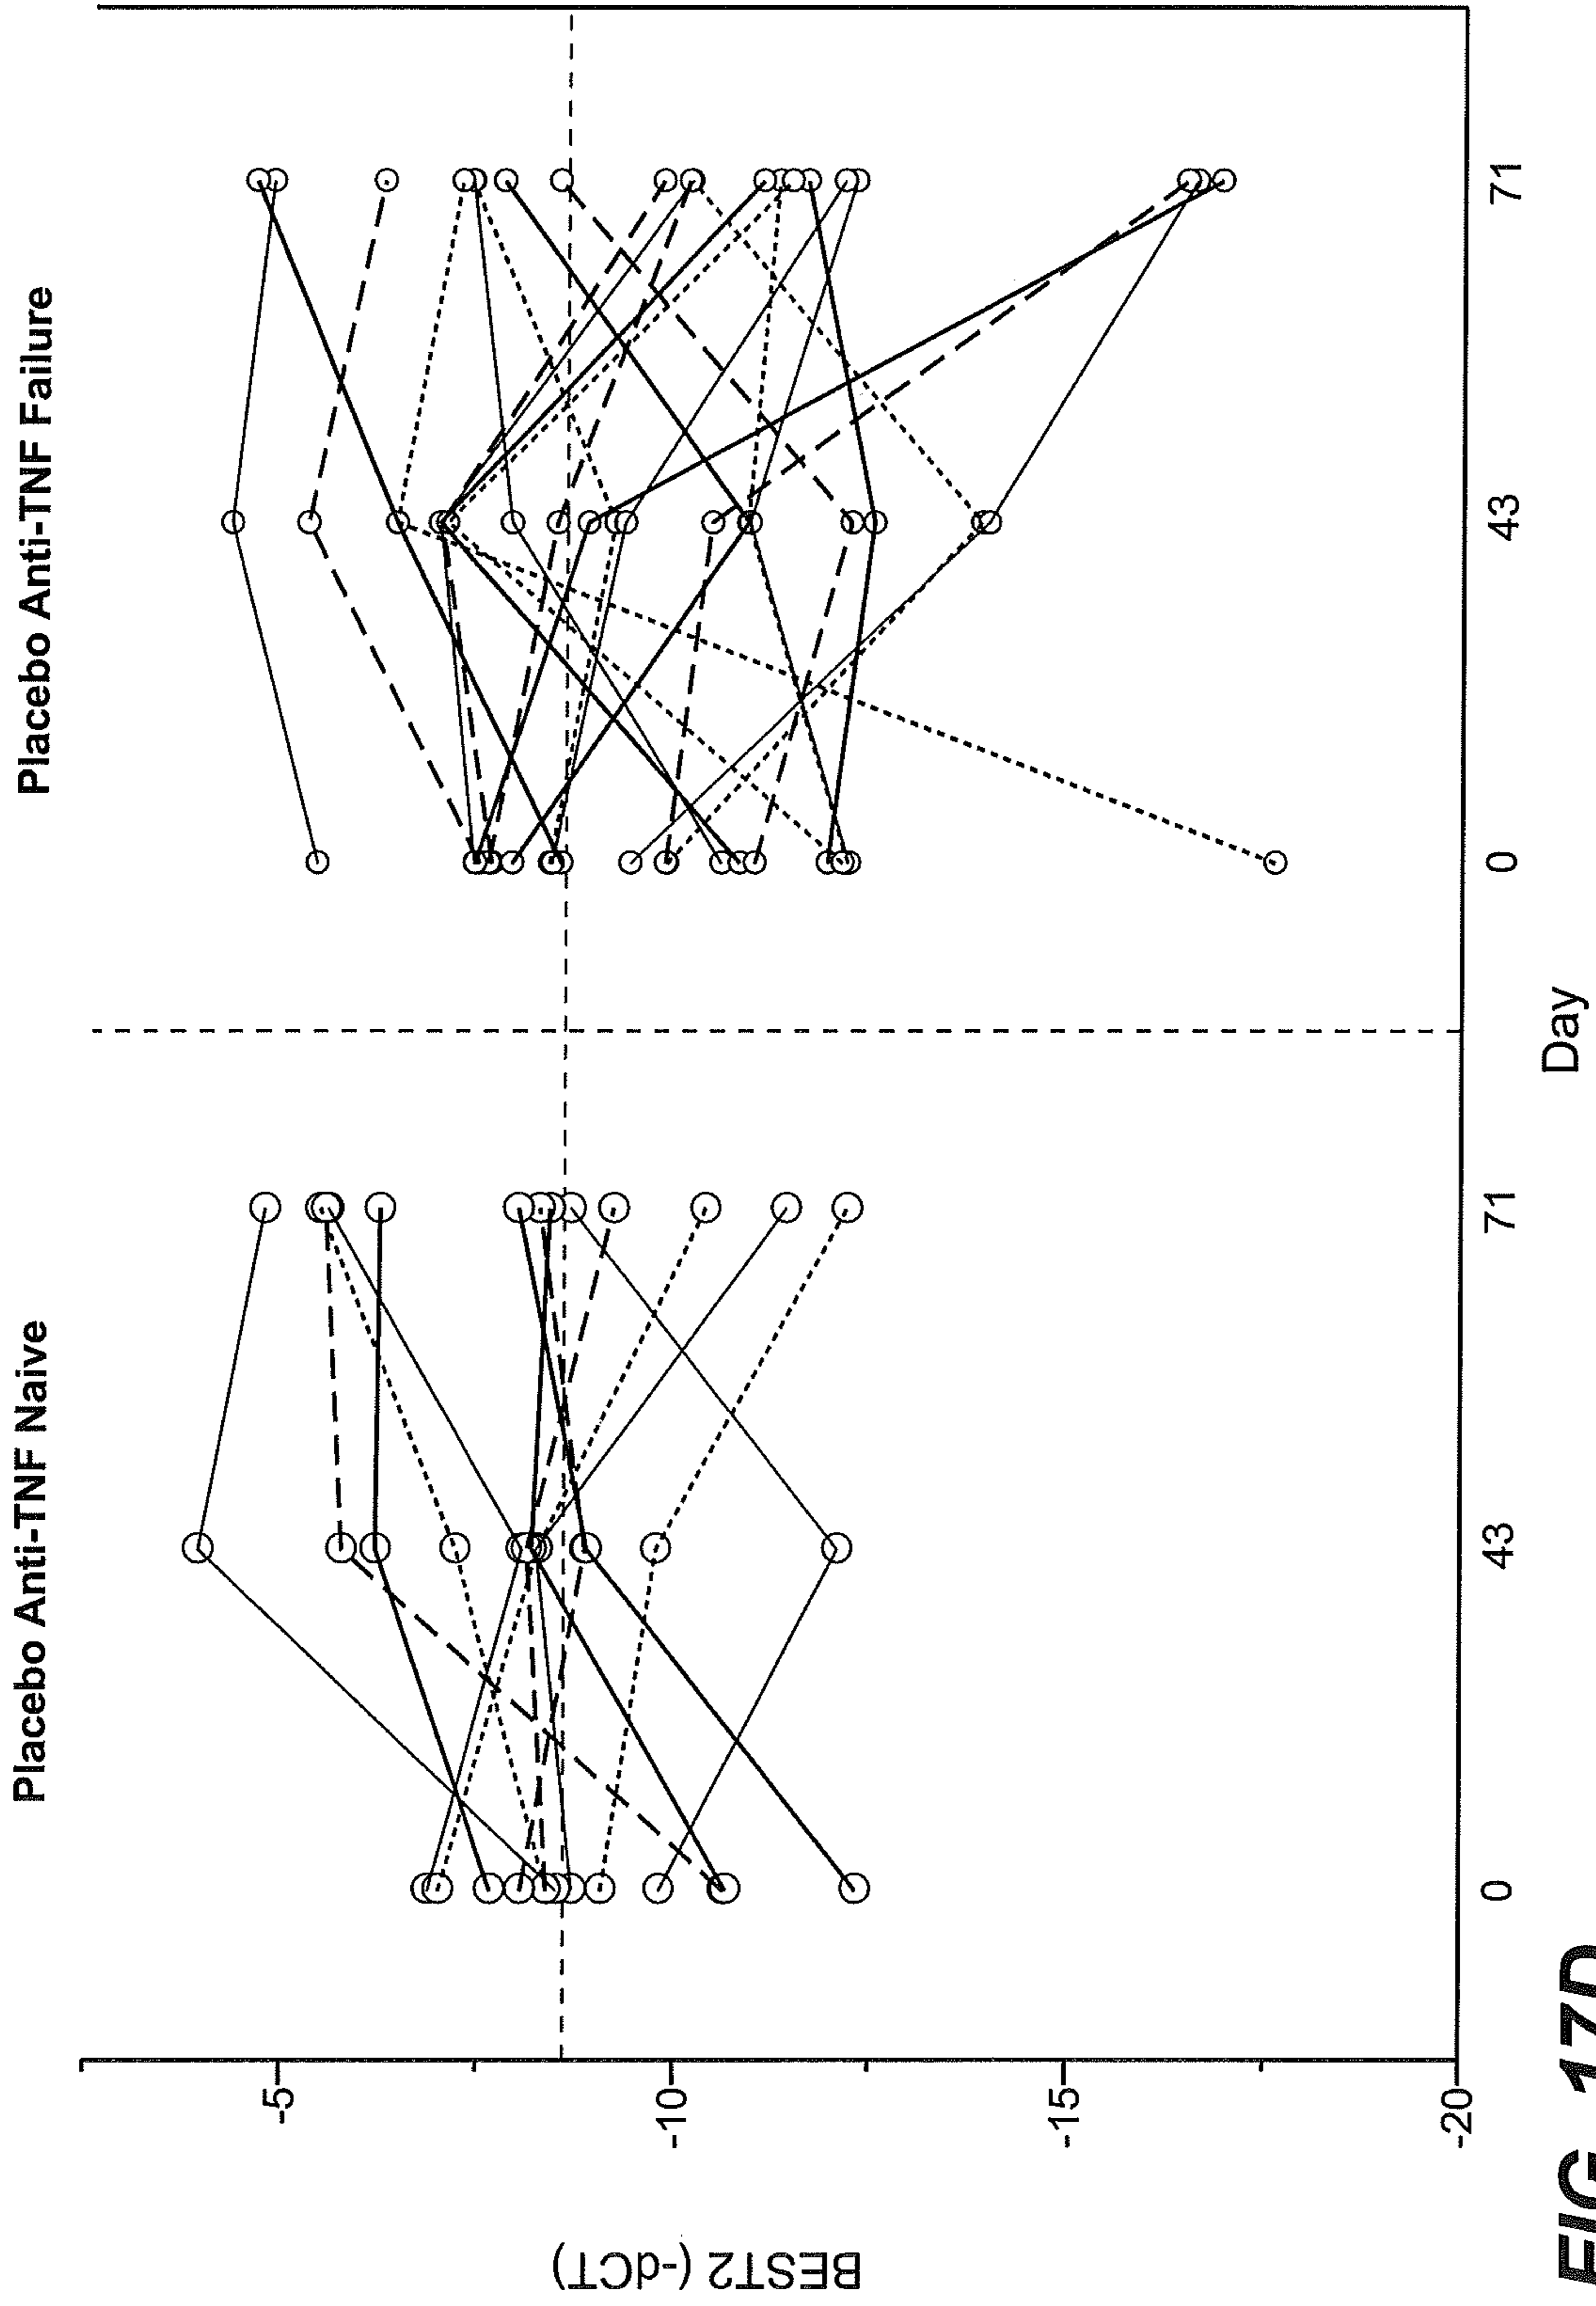 Placebo Anti-TNF Naive
Placebo Anti-TNF Failure
BEST2 (-dCT)
-5
-10
-15
-20
0
43
71
0
43
71
Day
FIG. 17D